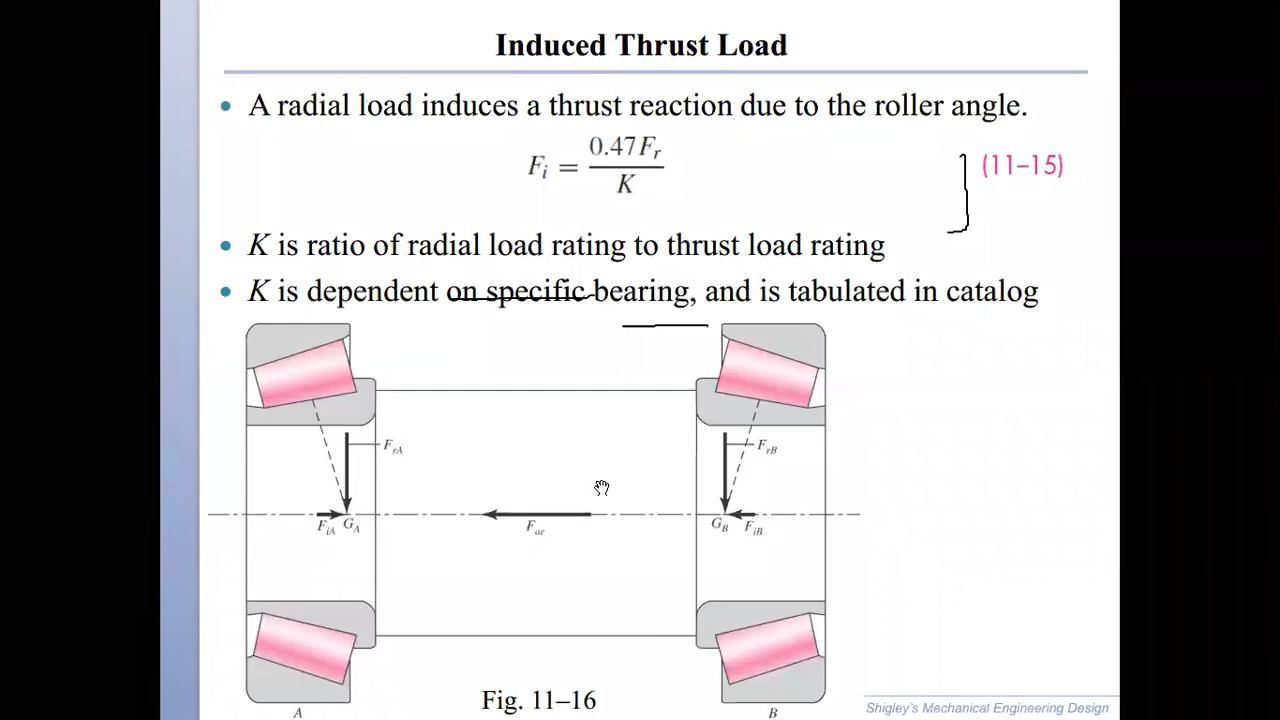 Induced Thrust Load
• A radial load induces a thrust reaction due to the roller angle.
Fi = 0.47Fr / K
(11–15)
• K is ratio of radial load rating to thrust load rating
• K is dependent on specific bearing, and is tabulated in catalog
FrA
FrB
FiA GA
Fae
GB FiB
Fig. 11–16
A
B
Shigley's Mechanical Engineering Design